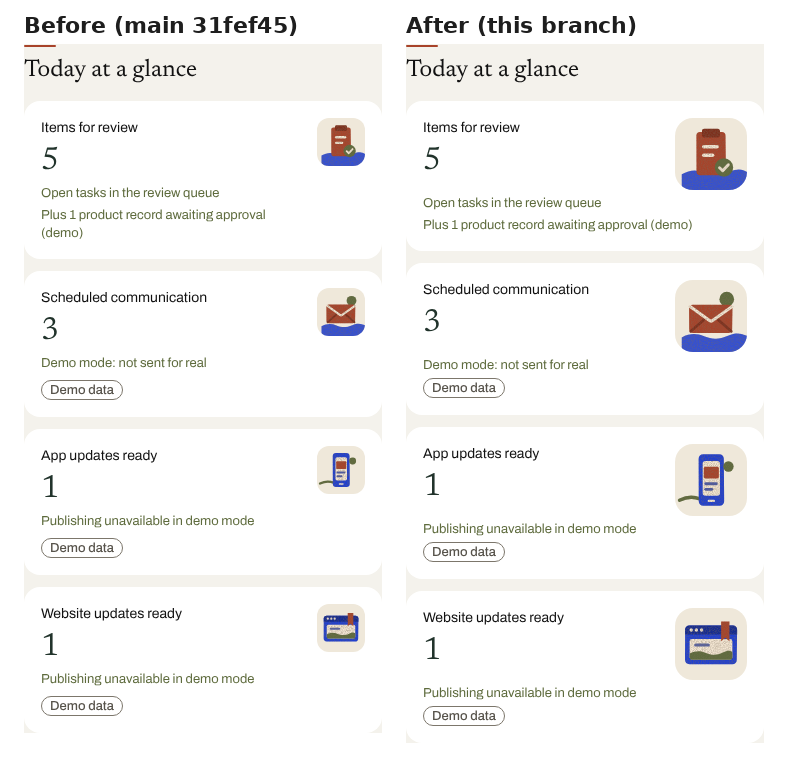 Before (main 31fef45)
Today at a glance
Items for review
5
Open tasks in the review queue
Plus 1 product record awaiting approval
(demo)
Scheduled communication
3
Demo mode: not sent for real
Demo data
App updates ready
1
Publishing unavailable in demo mode
Demo data
Website updates ready
1
Publishing unavailable in demo mode
Demo data
After (this branch)
Today at a glance
Items for review
5
Open tasks in the review queue
Plus 1 product record awaiting approval (demo)
Scheduled communication
3
Demo mode: not sent for real
Demo data
App updates ready
1
Publishing unavailable in demo mode
Demo data
Website updates ready
1
Publishing unavailable in demo mode
Demo data